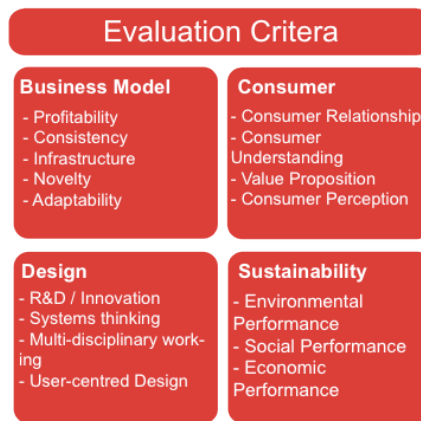 Evaluation Critera
Business Model
- Profitability
- Consistency
- Infrastructure
- Novelty
- Adaptability
Consumer
- Consumer Relationship
- Consumer
Understanding
- Value Proposition
- Consumer Perception
Design
- R&D / Innovation
- Systems thinking
- Multi-disciplinary work-
ing
- User-centred Design
Sustainability
- Environmental
Performance
- Social Performance
- Economic
Performance